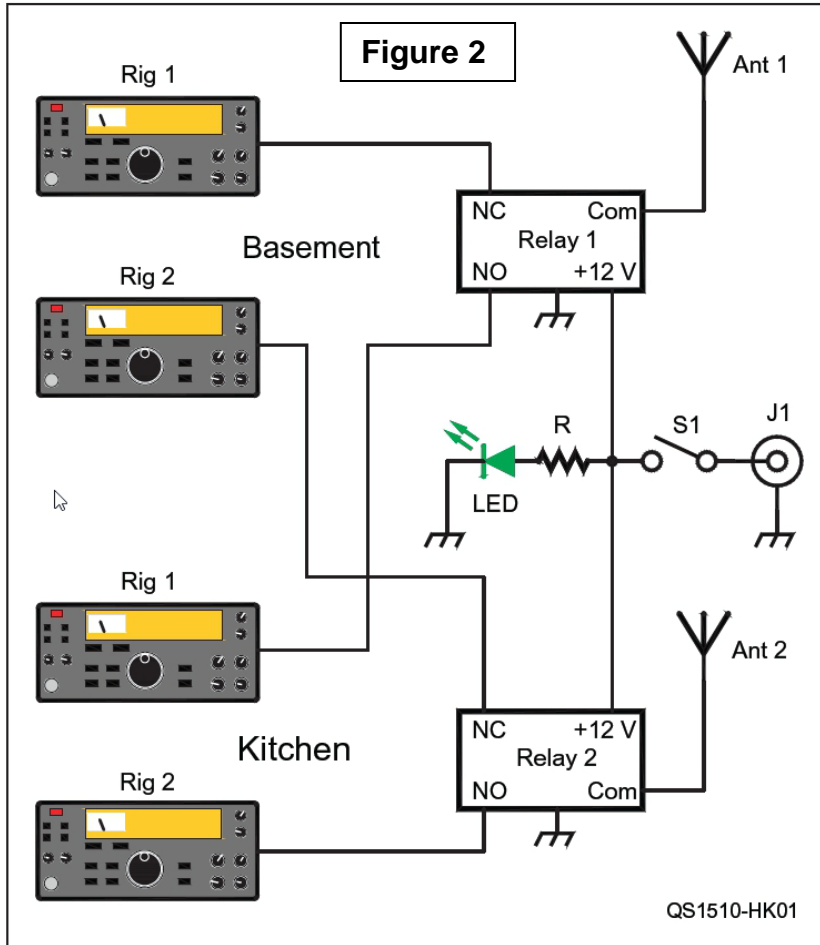 Figure 2
Rig 1
Ant 1
NC Com
Relay 1
NO +12 V
Basement
Rig 2
R
S1
J1
LED
Rig 1
Ant 2
NC +12 V
Relay 2
NO Com
Kitchen
Rig 2
QS1510-HK01